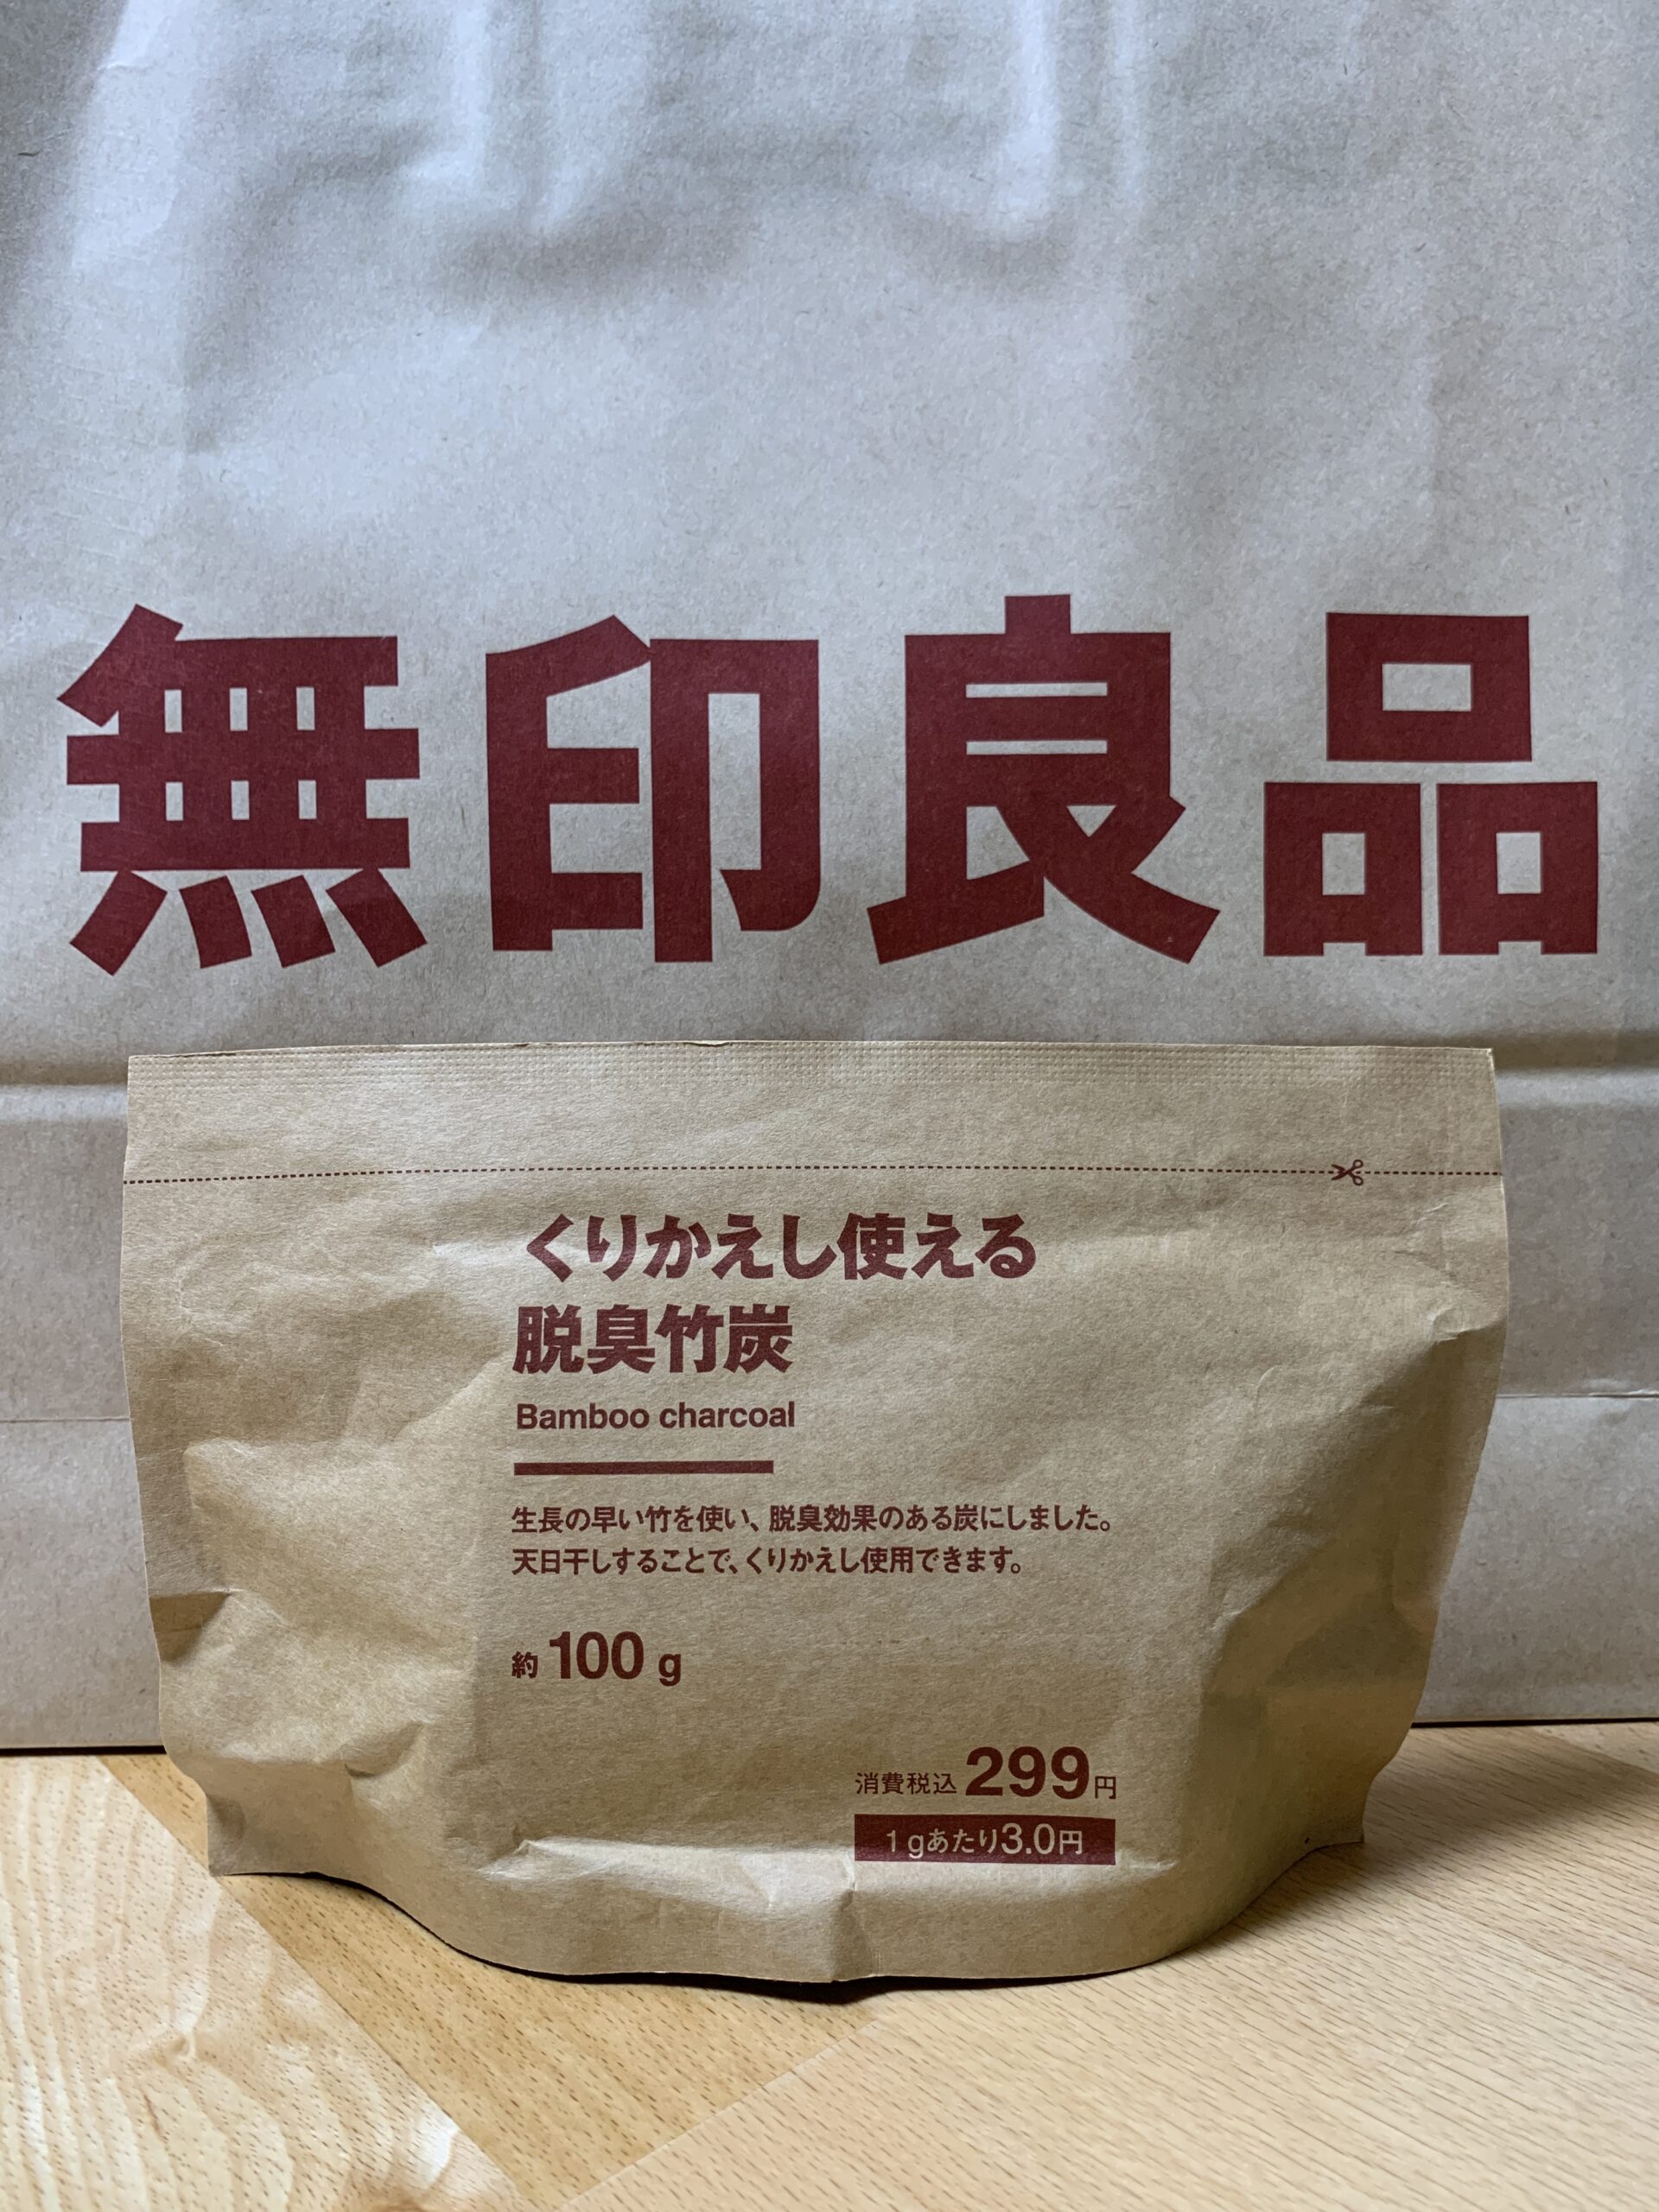 無印良品
くりかえし使える
脱臭竹炭
Bamboo charcoal
生長の早い竹を使い、脱臭効果のある炭にしました。
天日干しすることで、くりかえし使用できます。
約100g
消費税込299円
1gあたり3.0円